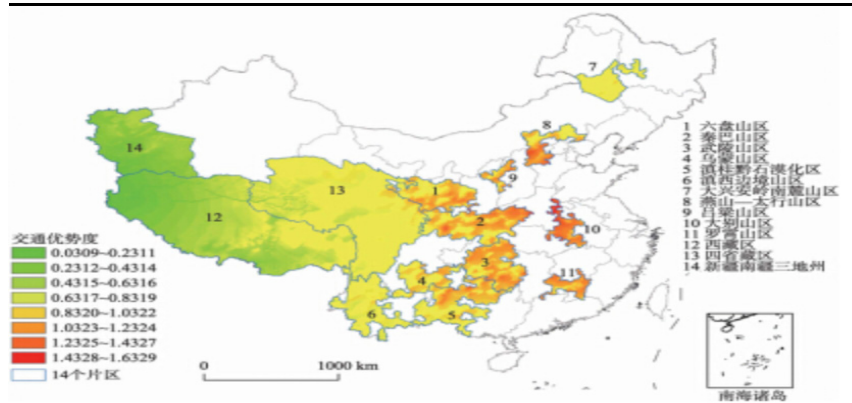 7
8
14
13
1
9
12
2
10
3
4
11
6
5
1 六盘山区
2 秦巴山区
3 武陵山区
4 乌蒙山区
5 滇桂黔石漠化区
6 滇西边境山区
7 大兴安岭南麓山区
8 燕山—太行山区
9 吕梁山区
10 大别山区
11 罗霄山区
12 西藏区
13 四省藏区
14 新疆南疆三地州
交通优势度
0.0309~0.2311
0.2312~0.4314
0.4315~0.6316
0.6317~0.8319
0.8320~1.0322
1.0323~1.2324
1.2325~1.4327
1.4328~1.6329
14个片区
0 1000 km
南海诸岛